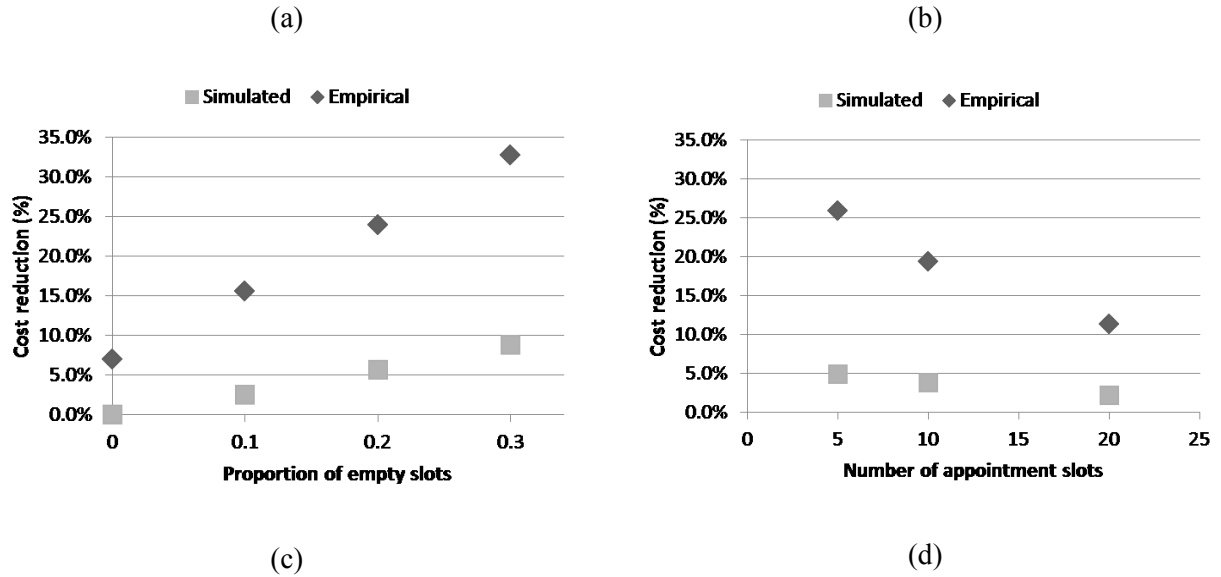 (a)
(b)
Simulated Empirical
35.0%
30.0%
25.0%
20.0%
15.0%
10.0%
5.0%
0.0%
Cost reduction (%)
0 0.1 0.2 0.3
Proportion of empty slots
Simulated Empirical
35.0%
30.0%
25.0%
20.0%
15.0%
10.0%
5.0%
0.0%
Cost reduction (%)
0 5 10 15 20 25
Number of appointment slots
(c)
(d)